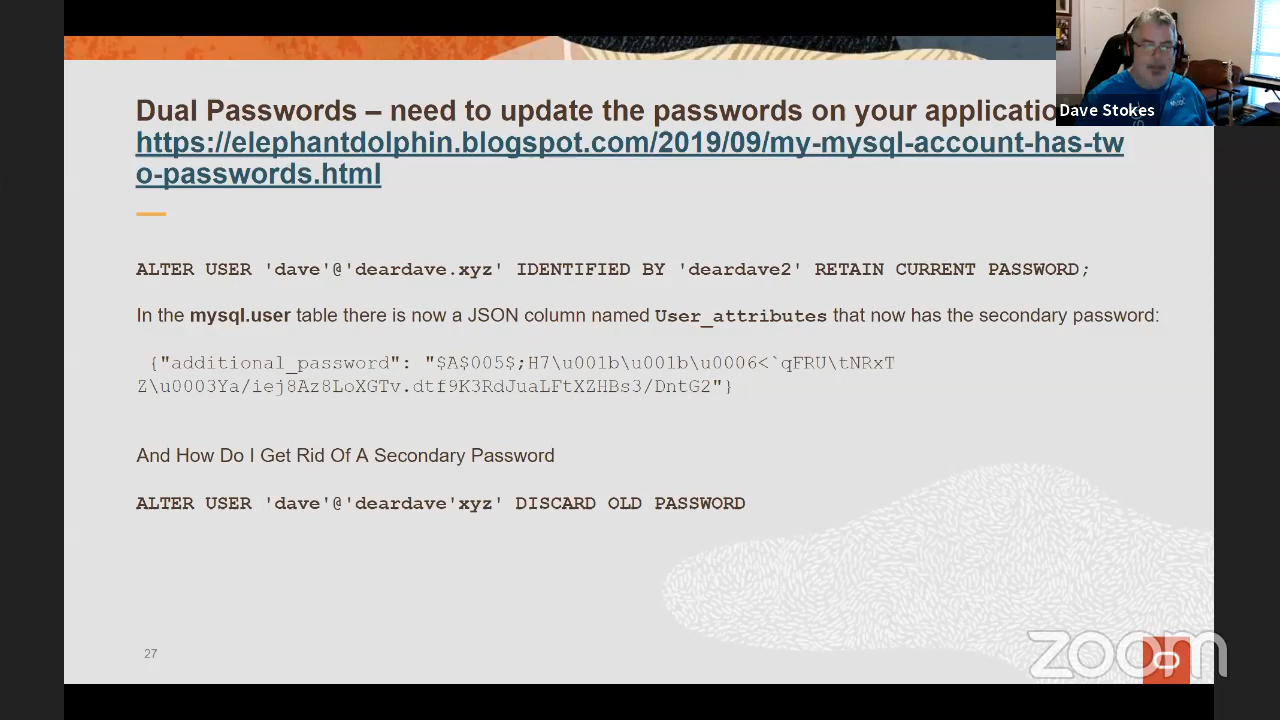 Dual Passwords – need to update the passwords on your applicatio
https://elephantdolphin.blogspot.com/2019/09/my-mysql-account-has-tw
o-passwords.html
Dave Stokes
ALTER USER 'dave'@'deardave.xyz' IDENTIFIED BY 'deardave2' RETAIN CURRENT PASSWORD;
In the mysql.user table there is now a JSON column named User_attributes that now has the secondary password:
{"additional_password": "$A$005$;H7\u001b\u001b\u0006<`qFRU\tNRxT
Z\u0003Ya/iej8Az8LoXGTv.dtf9K3RdJuaLFtXZHBs3/DntG2"}
And How Do I Get Rid Of A Secondary Password
ALTER USER 'dave'@'deardave'xyz' DISCARD OLD PASSWORD
27
zoom